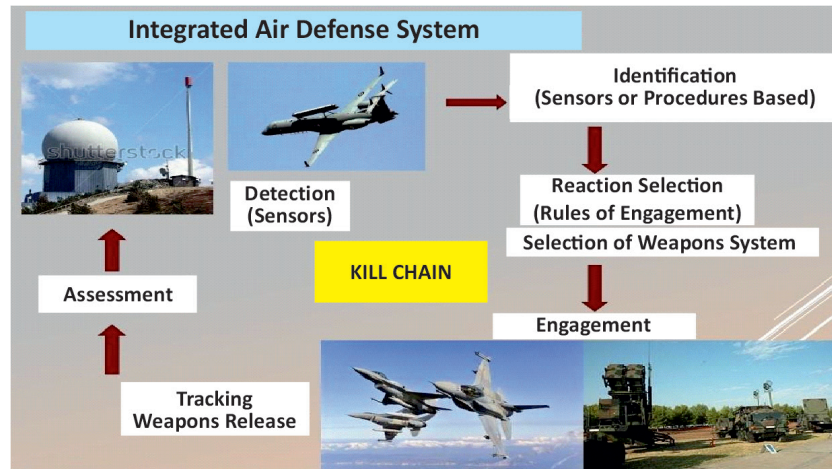 Integrated Air Defense System
Identification
(Sensors or Procedures Based)
shutterstock
Detection
(Sensors)
Reaction Selection
(Rules of Engagement)
Selection of Weapons System
KILL CHAIN
Assessment
Engagement
Tracking
Weapons Release